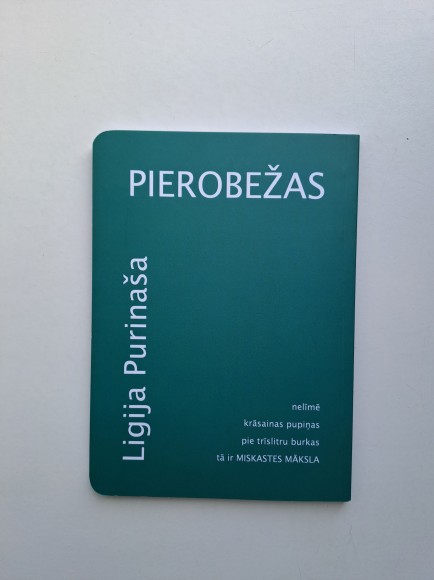 PIEROBEŽAS
Ligija Purinaša
nelīmē
krāsainas pupiņas
pie trīslitru burkas
tā ir MISKASTES MĀKSLA